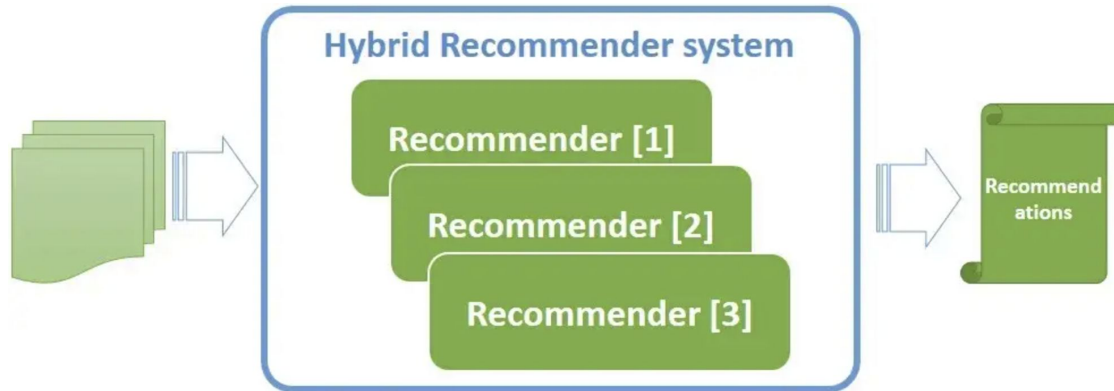 Hybrid Recommender system
Recommender [1]
Recommender [2]
Recommender [3]
Recommend
ations